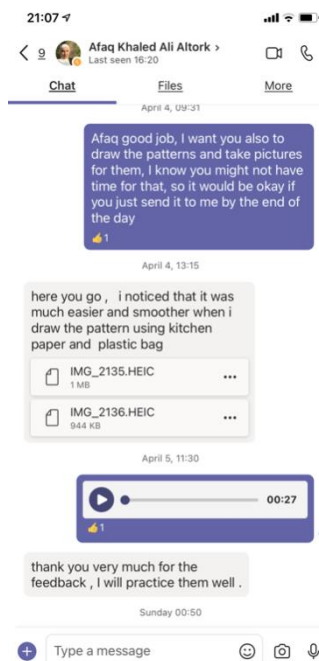 21:07
9
Afaq Khaled Ali Altork >
Last seen 16:20
Chat
Files
More
April 4, 09:31
Afaq good job, I want you also to
draw the patterns and take pictures
for them, I know you might not have
time for that, so it would be okay if
you just send it to me by the end of
the day
👍1
April 4, 13:15
here you go , i noticed that it was
much easier and smoother when i
draw the pattern using kitchen
paper and plastic bag
IMG_2135.HEIC
1 MB
IMG_2136.HEIC
944 KB
April 5, 11:30
00:27
👍1
thank you very much for the
feedback , I will practice them well .
Sunday 00:50
Type a message